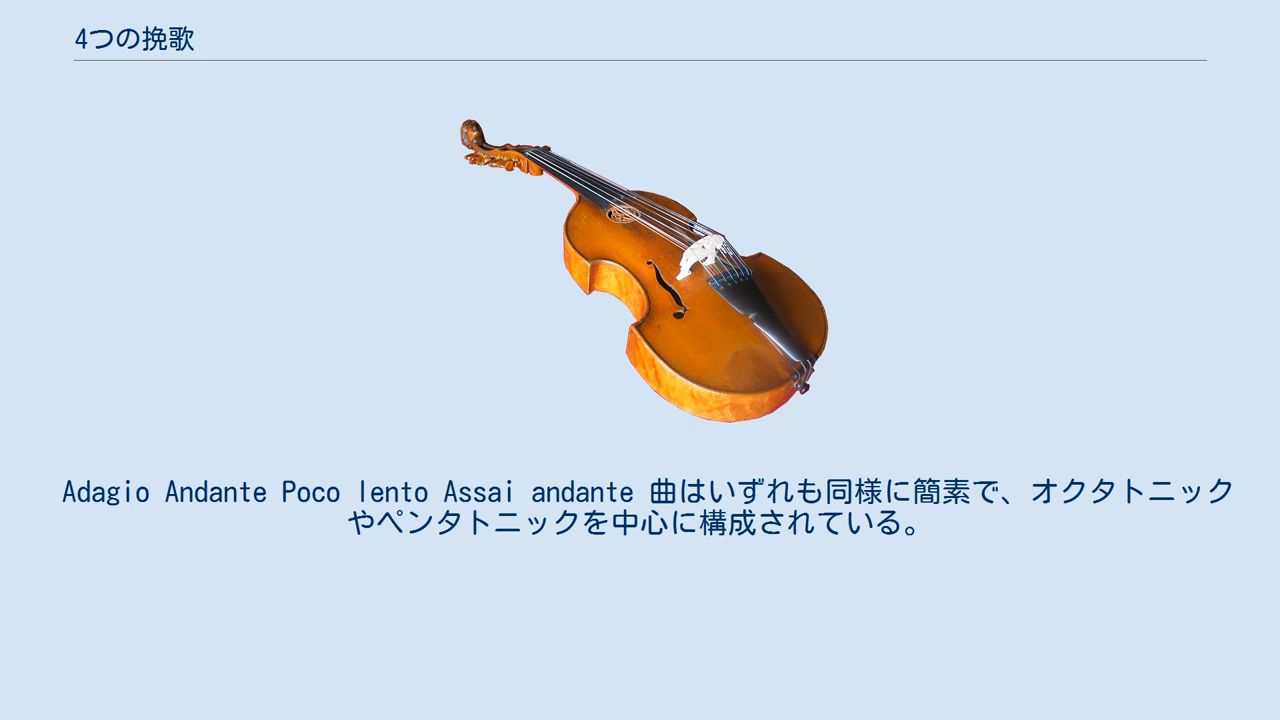 4つの挽歌
Adagio Andante Poco lento Assai andante 曲はいずれも同様に簡素で、オクタトニック
やペンタトニックを中心に構成されている。